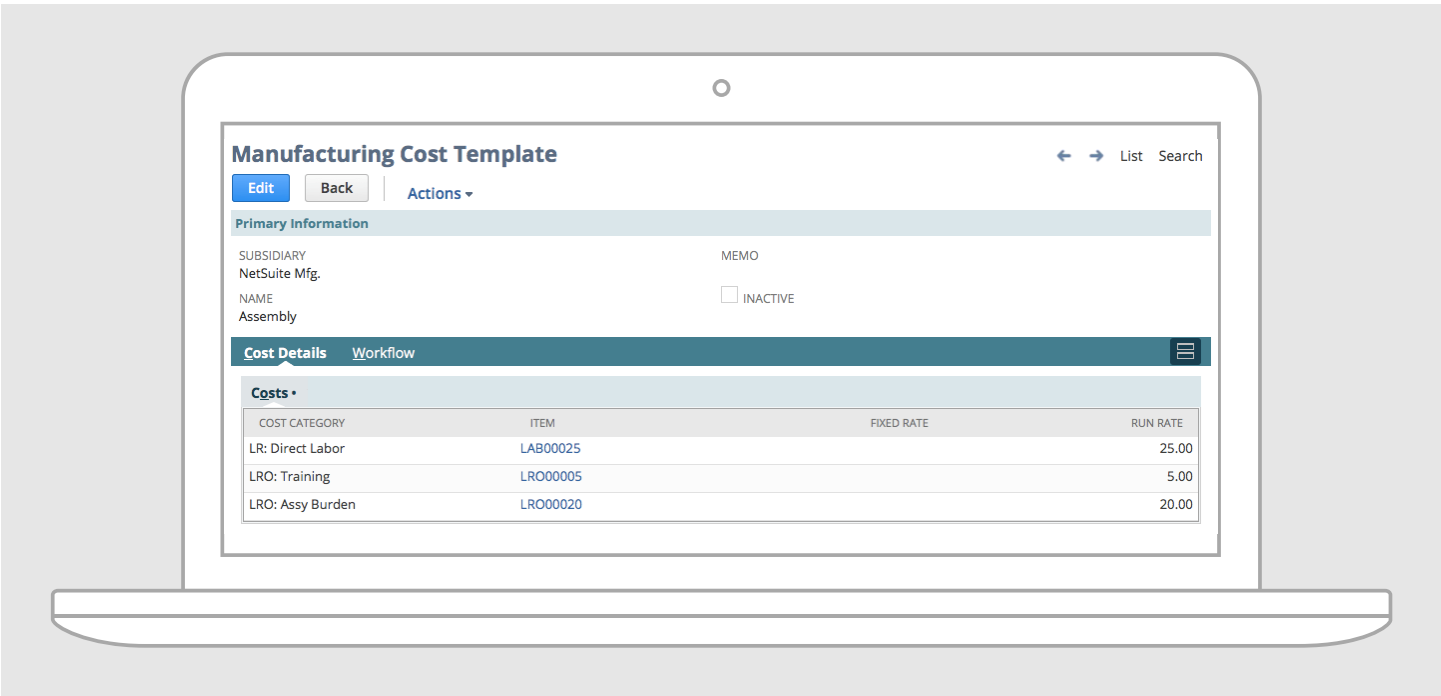 Manufacturing Cost Template
List Search
Edit Back Actions
Primary Information
SUBSIDIARY MEMO
NetSuite Mfg.
NAME INACTIVE
Assembly
Cost Details Workflow
Costs •
COST CATEGORY ITEM FIXED RATE RUN RATE
LR: Direct Labor LAB00025 25.00
LRO: Training LRO00005 5.00
LRO: Assy Burden LRO00020 20.00